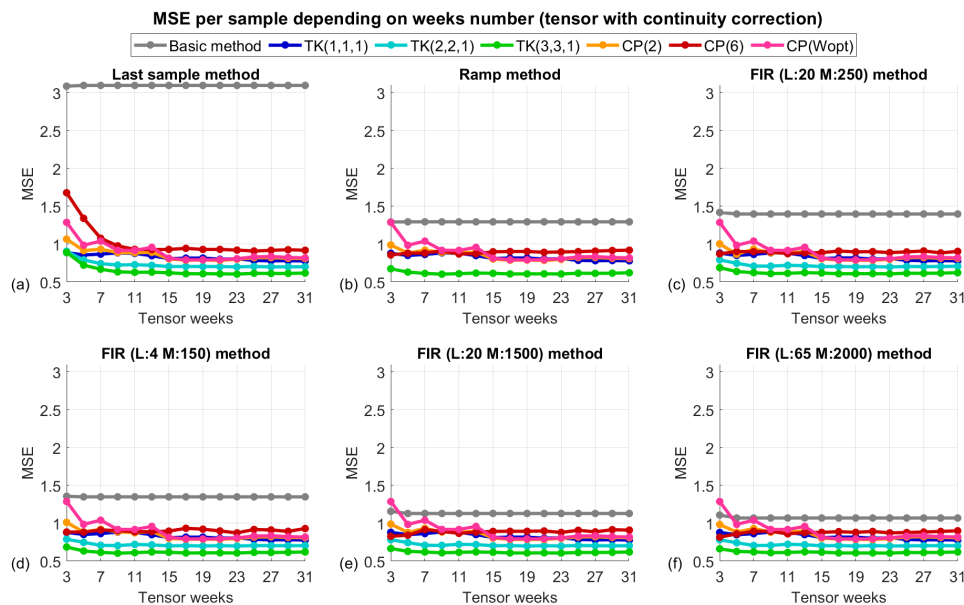 MSE per sample depending on weeks number (tensor with continuity correction)
Basic method TK(1,1,1) TK(2,2,1) TK(3,3,1) CP(2) CP(6) CP(Wopt)
Last sample method
3
2.5
2
1.5
1
0.5
MSE
(a)
3 7 11 15 19 23 27 31
Tensor weeks
Ramp method
3
2.5
2
1.5
1
0.5
MSE
(b)
3 7 11 15 19 23 27 31
Tensor weeks
FIR (L:20 M:250) method
3
2.5
2
1.5
1
0.5
MSE
(c)
3 7 11 15 19 23 27 31
Tensor weeks
FIR (L:4 M:150) method
3
2.5
2
1.5
1
0.5
MSE
(d)
3 7 11 15 19 23 27 31
Tensor weeks
FIR (L:20 M:1500) method
3
2.5
2
1.5
1
0.5
MSE
(e)
3 7 11 15 19 23 27 31
Tensor weeks
FIR (L:65 M:2000) method
3
2.5
2
1.5
1
0.5
MSE
(f)
3 7 11 15 19 23 27 31
Tensor weeks